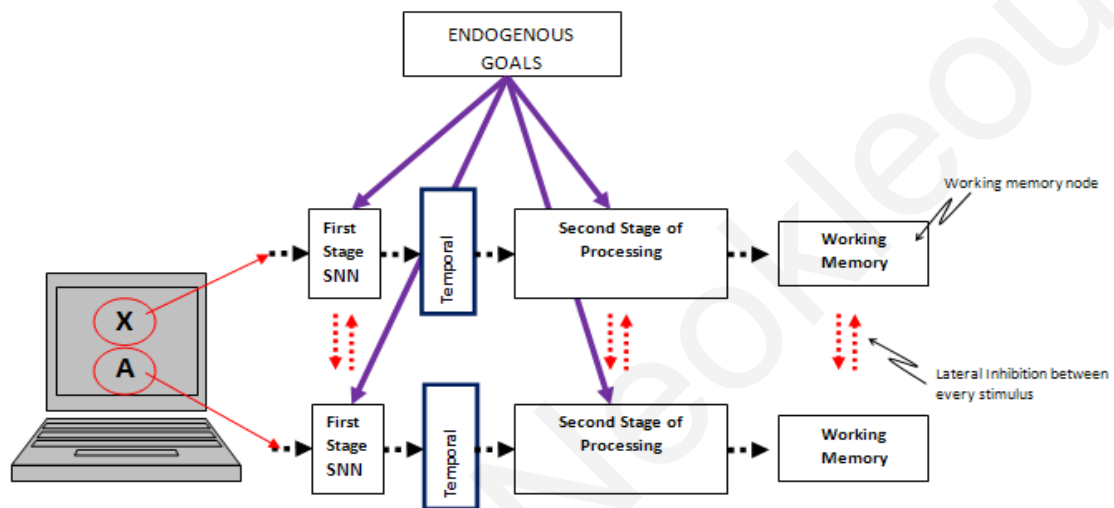 ENDOGENOUS
GOALS
Working memory node
First
Stage
SNN
Temporal
Second Stage of
Processing
Working
Memory
X
A
Lateral Inhibition between
every stimulus
First
Stage
SNN
Temporal
Second Stage of
Processing
Working
Memory
Neokleou